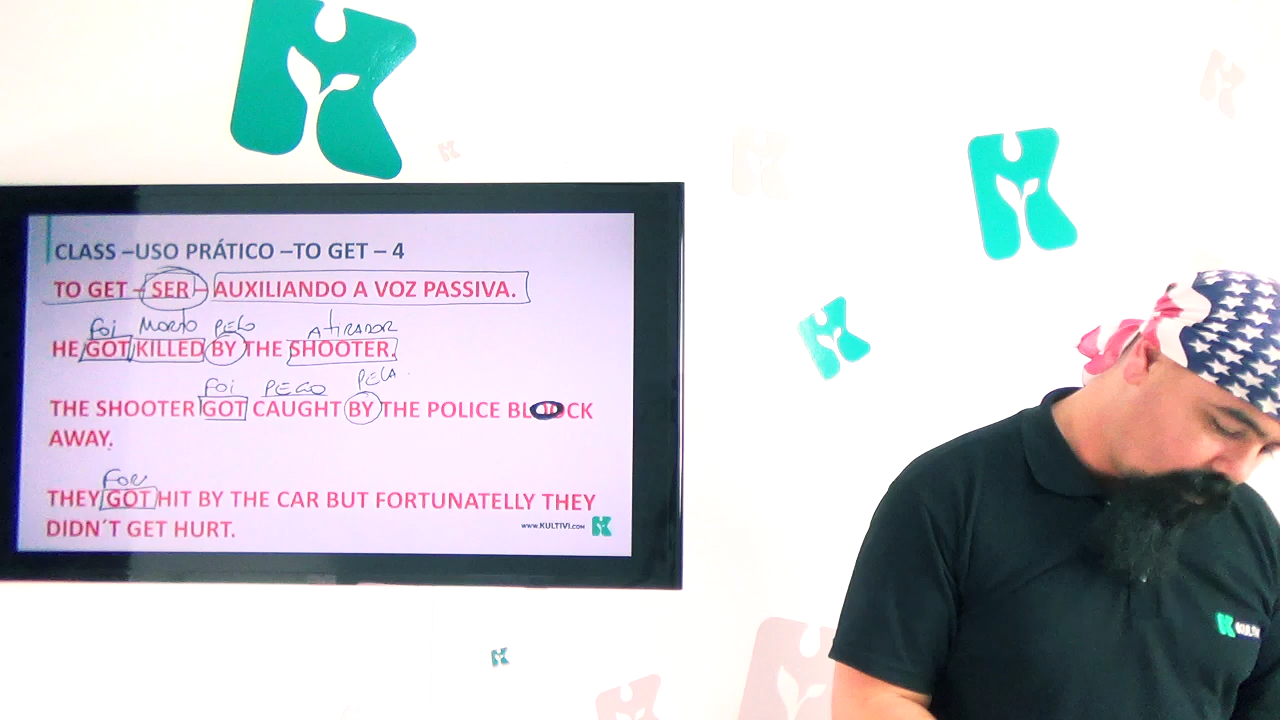 CLASS –USO PRÁTICO –TO GET – 4
TO GET – SER – AUXILIANDO A VOZ PASSIVA.
FOI MORTO PELO ATIRADOR
HE GOT KILLED BY THE SHOOTER.
FOI PEGO PELA
THE SHOOTER GOT CAUGHT BY THE POLICE BLOOCK
AWAY.
FOR
THEY GOT HIT BY THE CAR BUT FORTUNATELLY THEY
DIDN´T GET HURT.
www.KULTIVI.COM